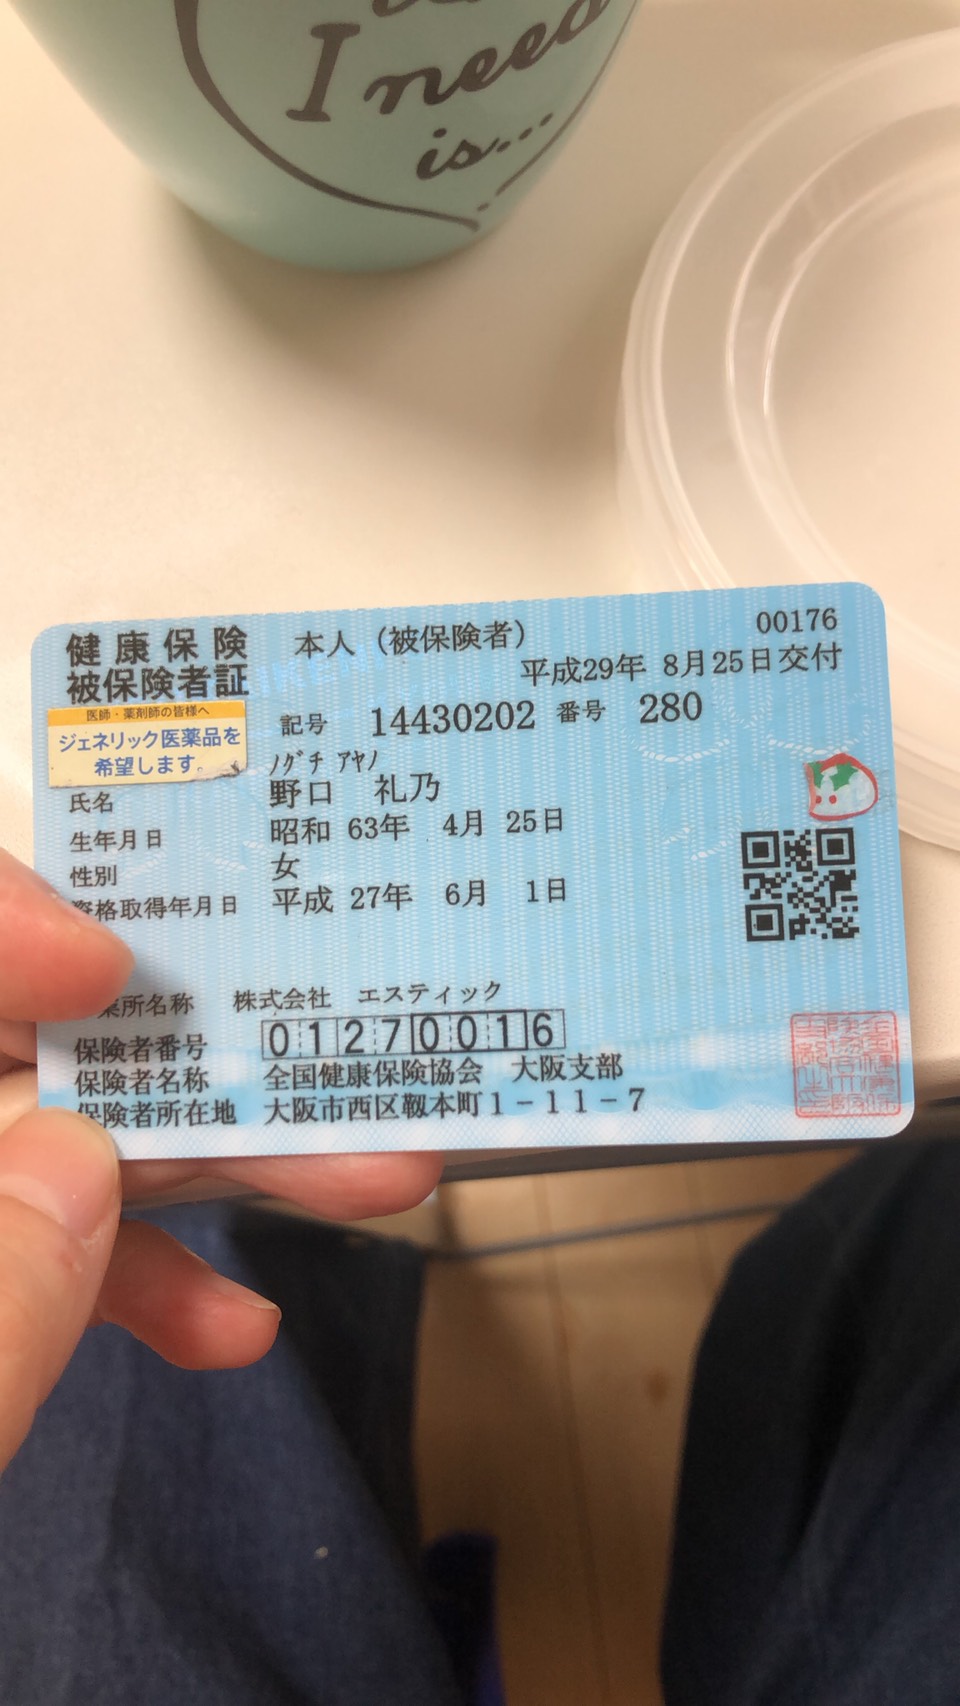 I need
is...
健康保険
被保険者証
本人（被保険者）
00176
平成29年 8月25日交付
医師・薬剤師の皆様へ
ジェネリック医薬品を
希望します。
記号 14430202 番号 280
ﾉｸﾞﾁ ｱﾔﾉ
氏名 野口 礼乃
生年月日 昭和 63年 4月 25日
性別 女
資格取得年月日 平成 27年 6月 1日
業所名称 株式会社 エスティック
保険者番号 01270016
保険者名称 全国健康保険協会 大阪支部
保険者所在地 大阪市西区靱本町1－11－7